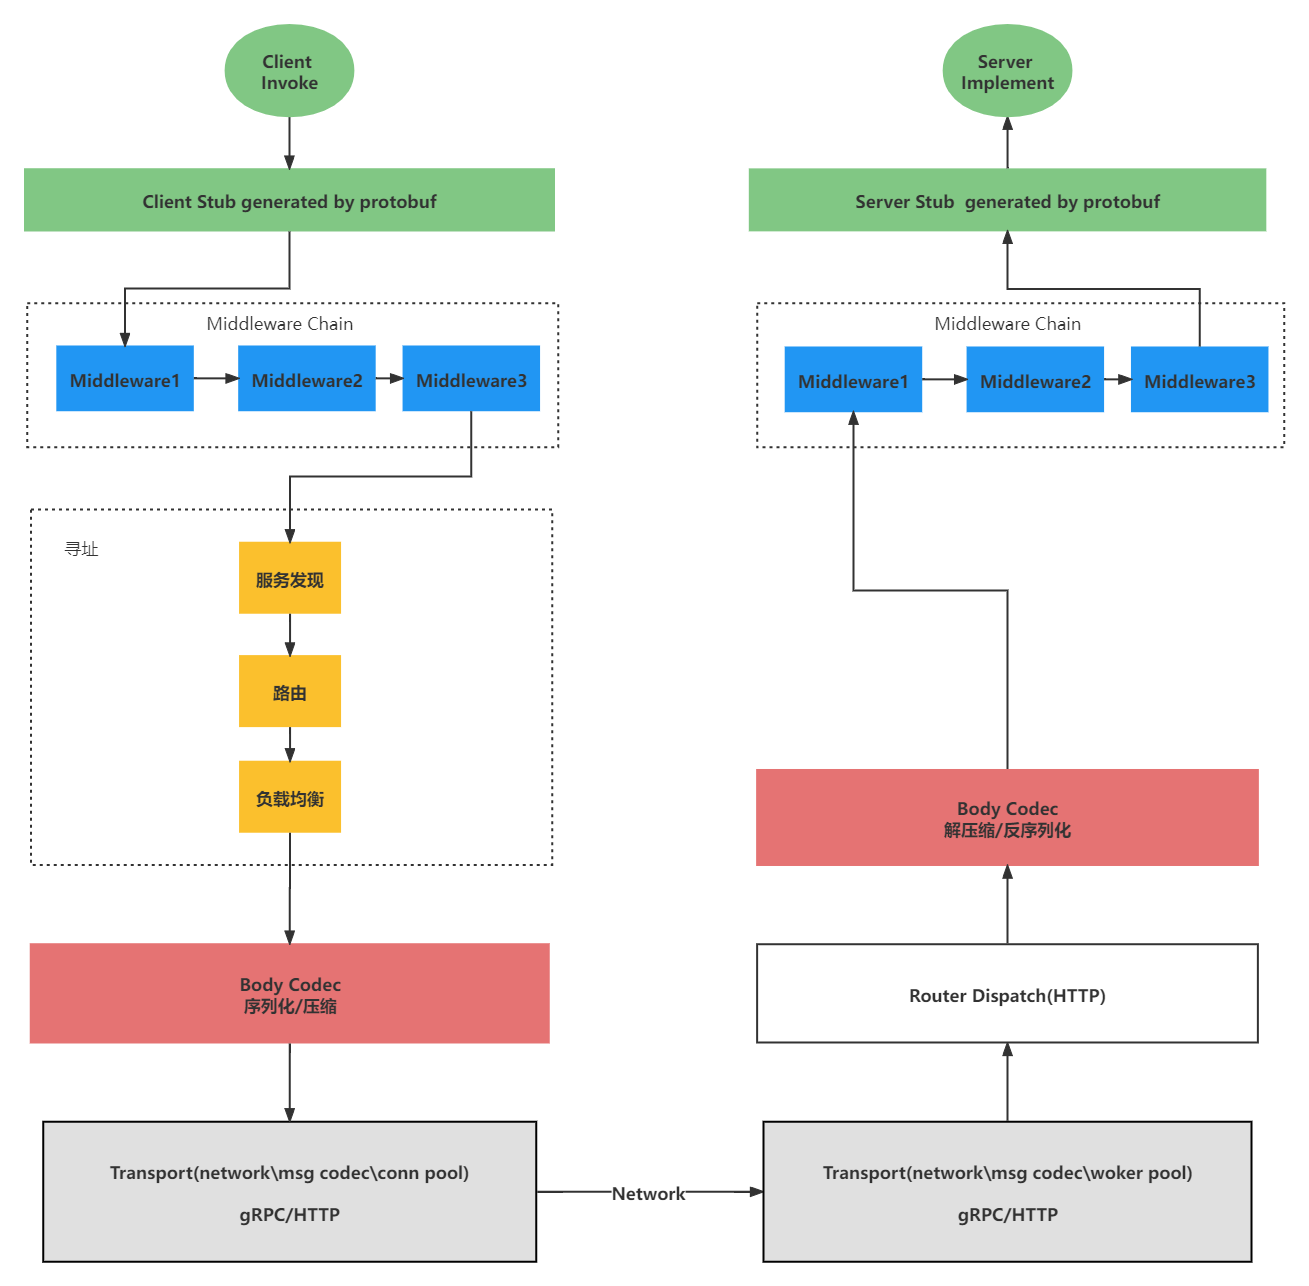 Client
Invoke
Client Stub generated by protobuf
Middleware Chain
Middleware1
Middleware2
Middleware3
寻址
服务发现
路由
负载均衡
Body Codec
序列化/压缩
Transport(network\msg codec\conn pool)
gRPC/HTTP
Network
Server
Implement
Server Stub  generated by protobuf
Middleware Chain
Middleware1
Middleware2
Middleware3
Body Codec
解压缩/反序列化
Router Dispatch(HTTP)
Transport(network\msg codec\woker pool)
gRPC/HTTP